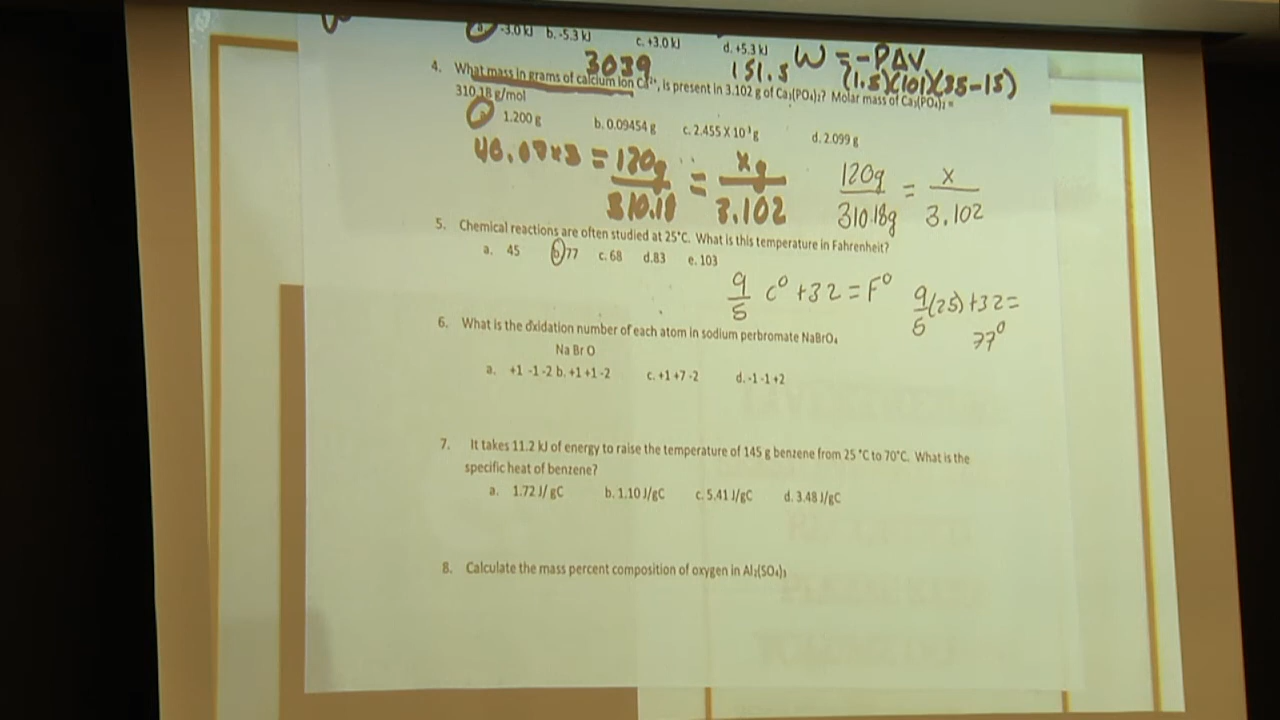 a -3.0 kJ b. -5.3 kJ c. +3.0 kJ d. +5.3 kJ W = -PΔV
3039 151.5 (1.5)(101)(35-15)
4. What mass in grams of calcium ion Ca²⁺, is present in 3.102 g of Ca₃(PO₄)₂? Molar mass of Ca₃(PO₄)₂ =
310.18 g/mol
1.200 g b. 0.09454 g c. 2.455 X 10³ g d. 2.099 g
= 120g / 310.18 = xg / 3.102 120g / 310.18g = x / 3.102
5. Chemical reactions are often studied at 25°C. What is this temperature in Fahrenheit?
a. 45 b 77 c. 68 d.83 e. 103
9/5 C° + 32 = F° 9/5 (25) + 32 =
77°
6. What is the oxidation number of each atom in sodium perbromate NaBrO₄
Na Br O
a. +1 -1 -2 b. +1 +1 -2 c. +1 +7 -2 d. -1 -1 +2
7. It takes 11.2 kJ of energy to raise the temperature of 145 g benzene from 25 °C to 70°C. What is the
specific heat of benzene?
a. 1.72 J/ gC b. 1.10 J/gC c. 5.41 J/gC d. 3.48 J/gC
8. Calculate the mass percent composition of oxygen in Al₂(SO₄)₃